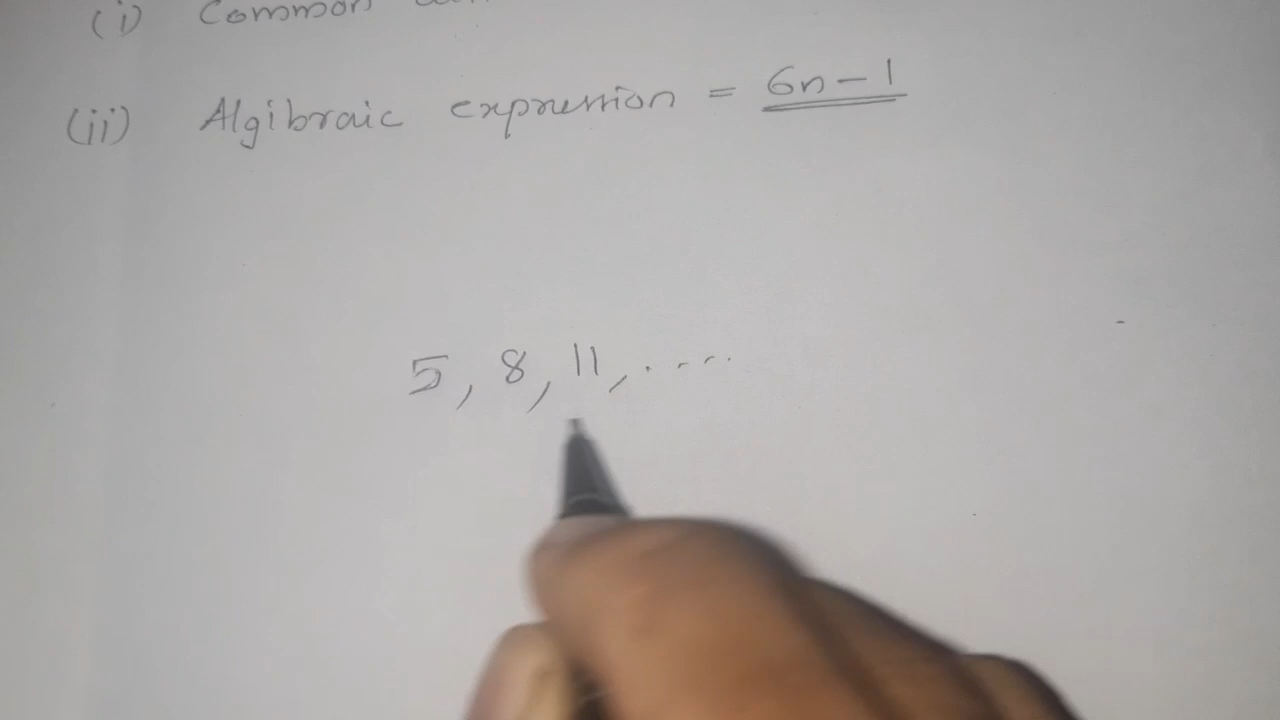 (i) Common
(ii) Algibraic expression = 6n - 1
5, 8, 11, .....